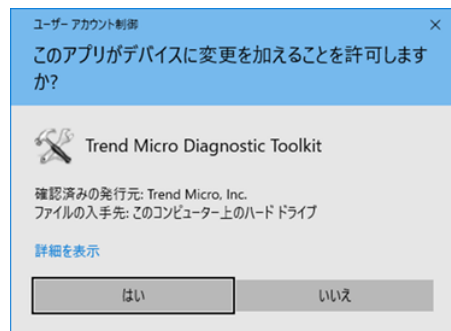 ユーザー アカウント制御
このアプリがデバイスに変更を加えることを許可します
か?
Trend Micro Diagnostic Toolkit
確認済みの発行元: Trend Micro, Inc.
ファイルの入手先: このコンピューター上のハード ドライブ
詳細を表示
はい
いいえ